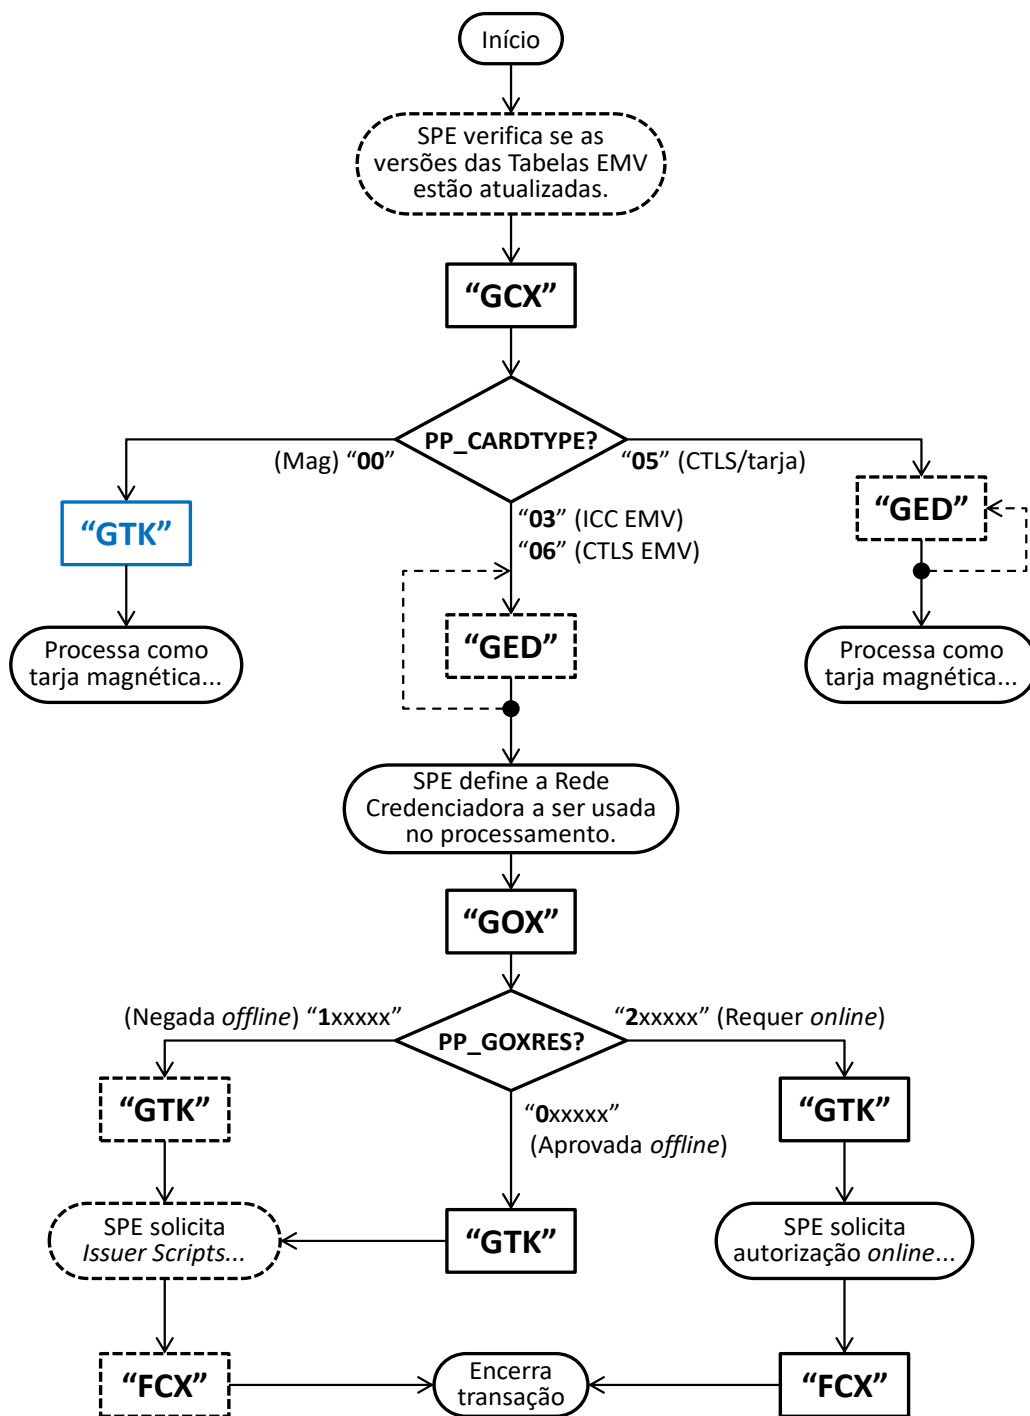 Início
SPE verifica se as
versões das Tabelas EMV
estão atualizadas.
“GCX”
PP_CARDTYPE?
(Mag) “00”
“05” (CTLS/tarja)
“GTK”
“03” (ICC EMV)
“06” (CTLS EMV)
“GED”
“GED”
Processa como
tarja magnética...
Processa como
tarja magnética...
SPE define a Rede
Credenciadora a ser usada
no processamento.
“GOX”
(Negada offline) “1xxxxx”
“2xxxxx” (Requer online)
PP_GOXRES?
“GTK”
“0xxxxx”
(Aprovada offline)
“GTK”
SPE solicita
Issuer Scripts...
“GTK”
SPE solicita
autorização online...
“FCX”
Encerra
transação
“FCX”